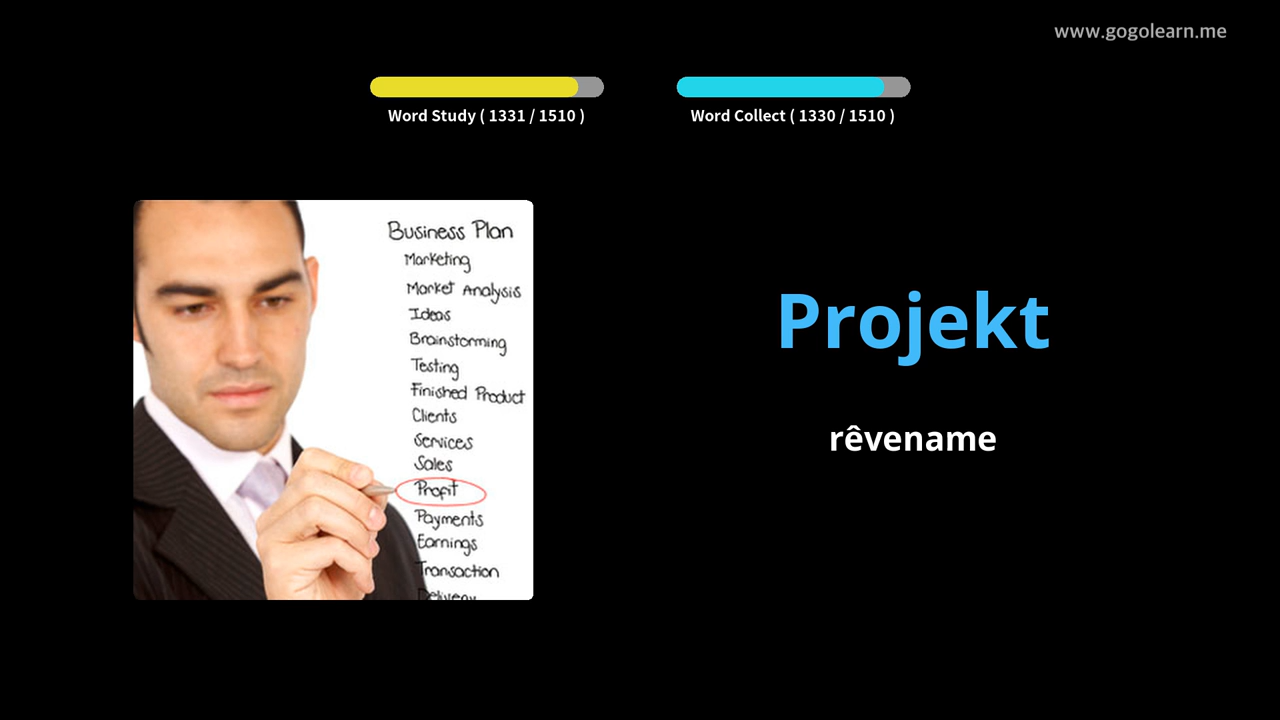 www.gogolearn.me
Word Study ( 1331 / 1510 )
Word Collect ( 1330 / 1510 )
Business Plan
Marketing
Market Analysis
Ideas
Brainstorming
Testing
Finished Product
Clients
Services
Sales
Profit
Payments
Earnings
Transaction
Delivery
Projekt
rêvename